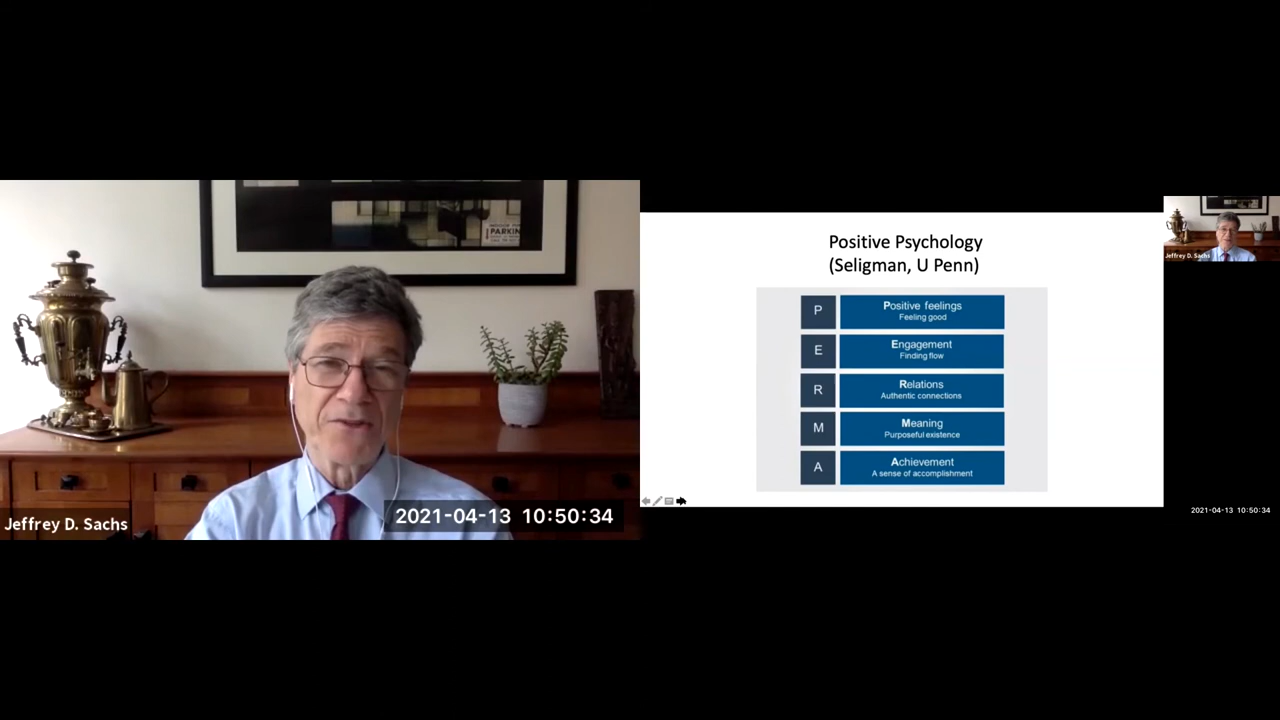 PARKIN
Jeffrey D. Sachs
2021-04-13 10:50:34
Positive Psychology
(Seligman, U Penn)
P
Positive feelings
Feeling good
E
Engagement
Finding flow
R
Relations
Authentic connections
M
Meaning
Purposeful existence
A
Achievement
A sense of accomplishment
Jeffrey D. Sachs
2021-04-13 10:50:34